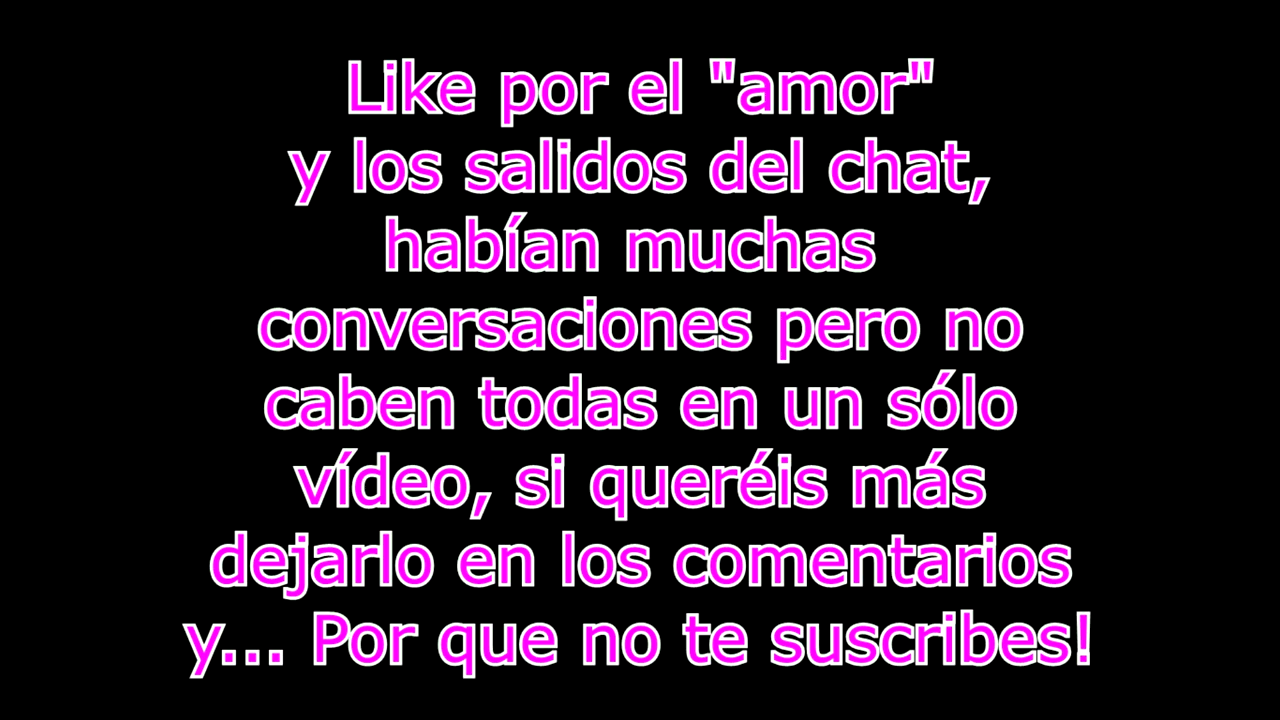 Like por el "amor"
y los salidos del chat,
habían muchas
conversaciones pero no
caben todas en un sólo
vídeo, si queréis más
dejarlo en los comentarios
y... Por que no te suscribes!